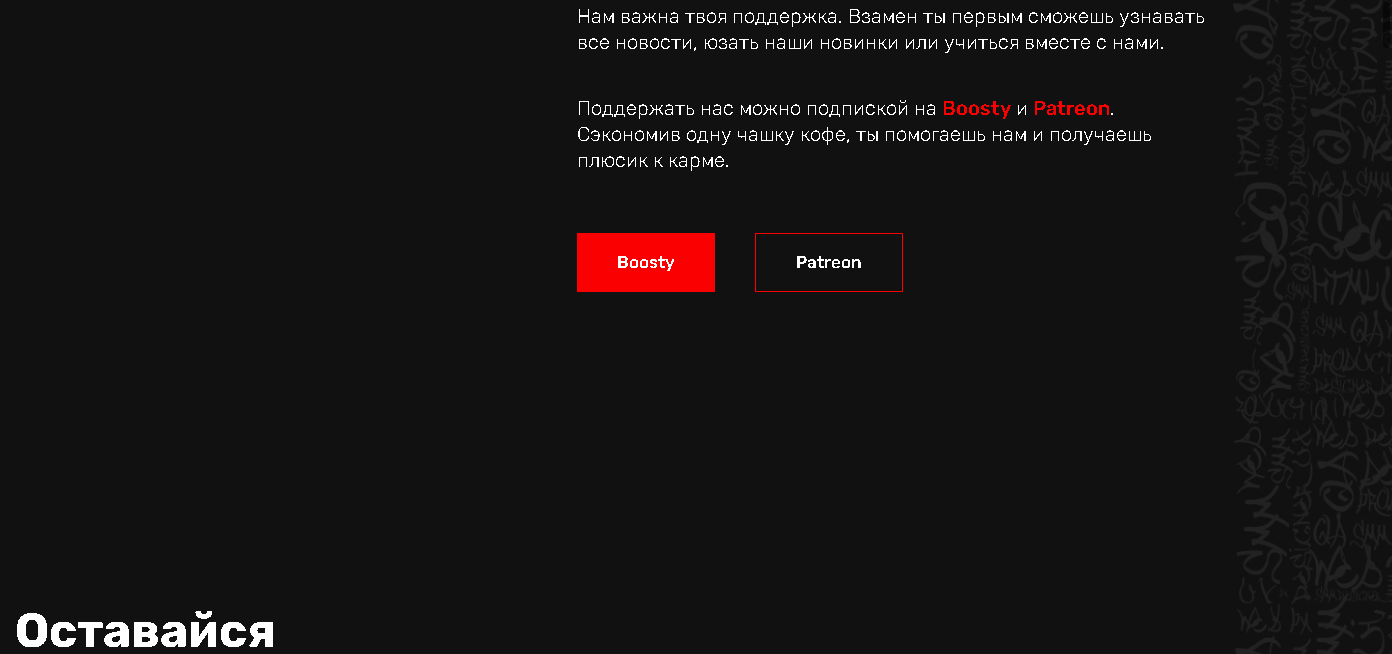 Нам важна твоя поддержка. Взамен ты первым сможешь узнавать
все новости, юзать наши новинки или учиться вместе с нами.
Поддержать нас можно подпиской на Boosty и Patreon.
Сэкономив одну чашку кофе, ты помогаешь нам и получаешь
плюсик к карме.
Boosty
Patreon
Оставайся